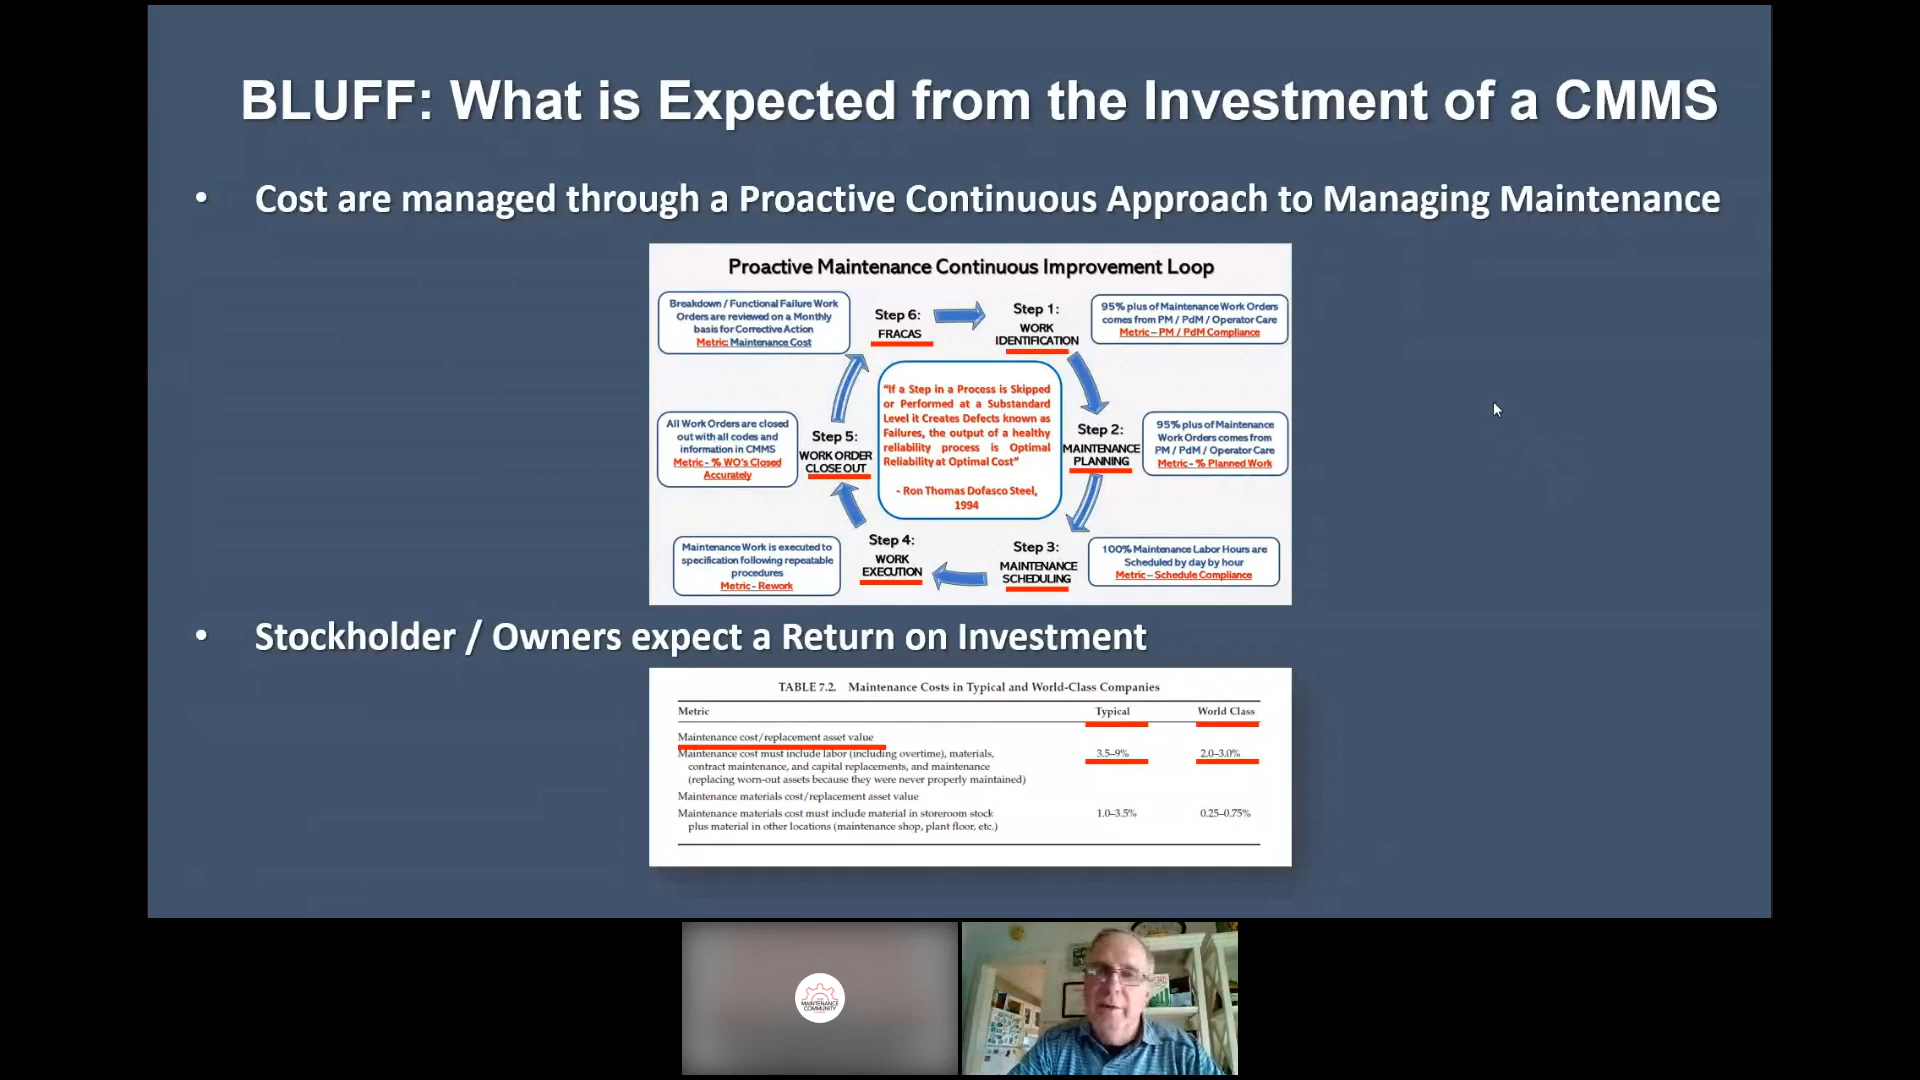 BLUFF: What is Expected from the Investment of a CMMS
• Cost are managed through a Proactive Continuous Approach to Managing Maintenance
Proactive Maintenance Continuous Improvement Loop
Breakdown / Functional Failure Work
Orders are reviewed on a Monthly
basis for Corrective Action
Metric: Maintenance Cost
Step 6:
FRACAS
Step 1:
WORK
IDENTIFICATION
95% plus of Maintenance Work Orders
comes from PM / PdM / Operator Care
Metric – PM / PdM Compliance
"If a Step in a Process is Skipped
or Performed at a Substandard
Level it Creates Defects known as
Failures, the output of a healthy
reliability process is Optimal
Reliability at Optimal Cost"
- Ron Thomas Dofasco Steel,
1994
All Work Orders are closed
out with all codes and
information in CMMS
Metric - % WO's Closed
Accurately
Step 5:
WORK ORDER
CLOSE OUT
Step 2:
MAINTENANCE
PLANNING
95% plus of Maintenance
Work Orders comes from
PM / PdM / Operator Care
Metric - % Planned Work
Maintenance Work is executed to
specification following repeatable
procedures
Metric - Rework
Step 4:
WORK
EXECUTION
Step 3:
MAINTENANCE
SCHEDULING
100% Maintenance Labor Hours are
Scheduled by day by hour
Metric – Schedule Compliance
• Stockholder / Owners expect a Return on Investment
TABLE 7.2. Maintenance Costs in Typical and World-Class Companies
Metric Typical World Class
Maintenance cost/replacement asset value
Maintenance cost must include labor (including overtime), materials, 3.5–9% 2.0–3.0%
contract maintenance, and capital replacements, and maintenance
(replacing worn-out assets because they were never properly maintained)
Maintenance materials cost/replacement asset value
Maintenance materials cost must include material in storeroom stock 1.0–3.5% 0.25–0.75%
plus material in other locations (maintenance shop, plant floor, etc.)
MAINTENANCE
COMMUNITY